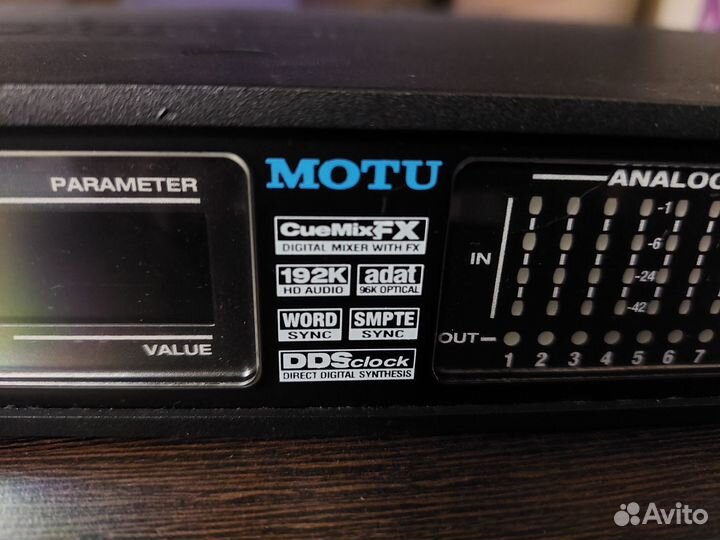 PARAMETER
VALUE
MOTU
CueMixFX
DIGITAL MIXER WITH FX
192K
HD AUDIO
adat
96K OPTICAL
WORD
SYNC
SMPTE
SYNC
DDSclock
DIRECT DIGITAL SYNTHESIS
ANALOG
IN
-1
-6
-24
-42
OUT
1 2 3 4 5 6 7
Avito